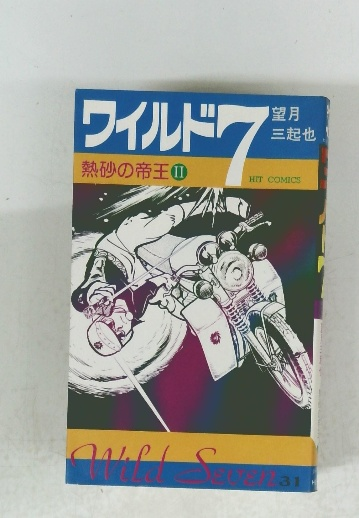 ワイルド7
望月
三起也
熱砂の帝王 II
HIT COMICS
Wild Seven 31